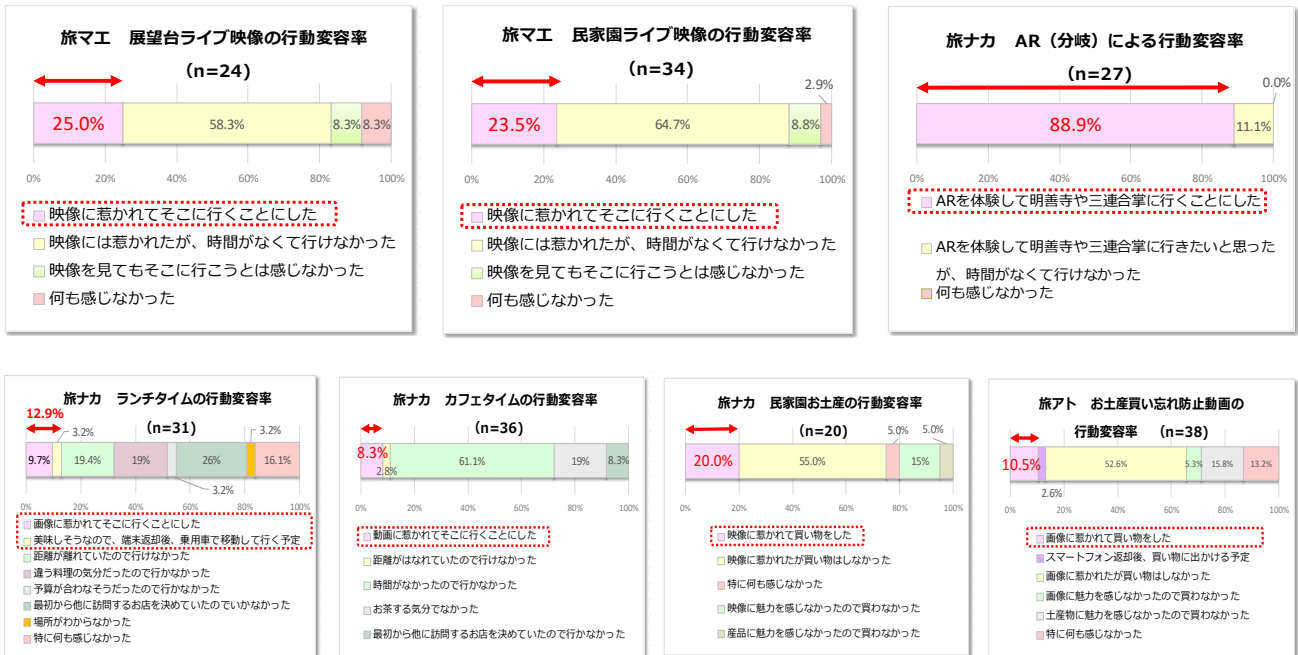 旅マエ　展望台ライブ映像の行動変容率
（n=24）
25.0%
58.3%
8.3%
8.3%
0%
20%
40%
60%
80%
100%
映像に惹かれてそこに行くことにした
映像には惹かれたが、時間がなくて行けなかった
映像を見てもそこに行こうとは感じなかった
何も感じなかった
旅マエ　民家園ライブ映像の行動変容率
（n=34）
2.9%
23.5%
64.7%
8.8%
0%
20%
40%
60%
80%
100%
映像に惹かれてそこに行くことにした
映像には惹かれたが、時間がなくて行けなかった
映像を見てもそこに行こうとは感じなかった
何も感じなかった
旅ナカ　AR（分岐）による行動変容率
（n=27）
0.0%
88.9%
11.1%
0%
20%
40%
60%
80%
100%
ARを体験して明善寺や三連合掌に行くことにした
ARを体験して明善寺や三連合掌に行きたいと思った
が、時間がなくて行けなかった
何も感じなかった
旅ナカ　ランチタイムの行動変容率
12.9%
（n=31）
3.2%
3.2%
9.7%
19.4%
19%
26%
16.1%
3.2%
0%
20%
40%
60%
80%
100%
画像に惹かれてそこに行くことにした
美味しそうなので、端末返却後、乗用車で移動して行く予定
距離が離れていたので行けなかった
違う料理の気分だったので行かなかった
予算が合わなそうだったので行かなかった
最初から他に訪問するお店を決めていたのでいかなかった
場所がわからなかった
特に何も感じなかった
旅ナカ　カフェタイムの行動変容率
（n=36）
8.3%
2.8%
61.1%
19%
8.3%
0%
20%
40%
60%
80%
100%
動画に惹かれてそこに行くことにした
距離がはなれていたので行けなかった
時間がなかったので行かなかった
お茶する気分でなかった
最初から他に訪問するお店を決めていたので行かなかった
旅ナカ　民家園お土産の行動変容率
（n=20）
5.0%
5.0%
20.0%
55.0%
15%
0%
20%
40%
60%
80%
100%
映像に惹かれて買い物をした
映像に惹かれたが買い物はしなかった
特に何も感じなかった
映像に魅力を感じなかったので買わなかった
産品に魅力を感じなかったので買わなかった
旅アト　お土産買い忘れ防止動画の
行動変容率　（n=38）
10.5%
52.6%
5.3%
15.8%
13.2%
2.6%
0%
20%
40%
60%
80%
100%
画像に惹かれて買い物をした
スマートフォン返却後、買い物に出かける予定
画像に惹かれたが買い物はしなかった
画像に魅力を感じなかったので買わなかった
土産物に魅力を感じなかったので買わなかった
特に何も感じなかった